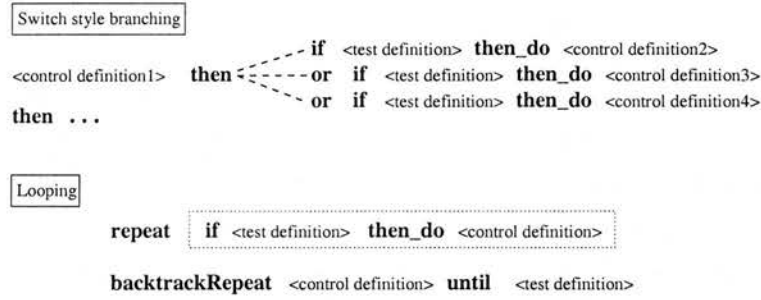 Switch style branching
if <test definition> then_do <control definition2>
<control definition1> then or if <test definition> then_do <control definition3>
or if <test definition> then_do <control definition4>
then ...
Looping
repeat if <test definition> then_do <control definition>
backtrackRepeat <control definition> until <test definition>